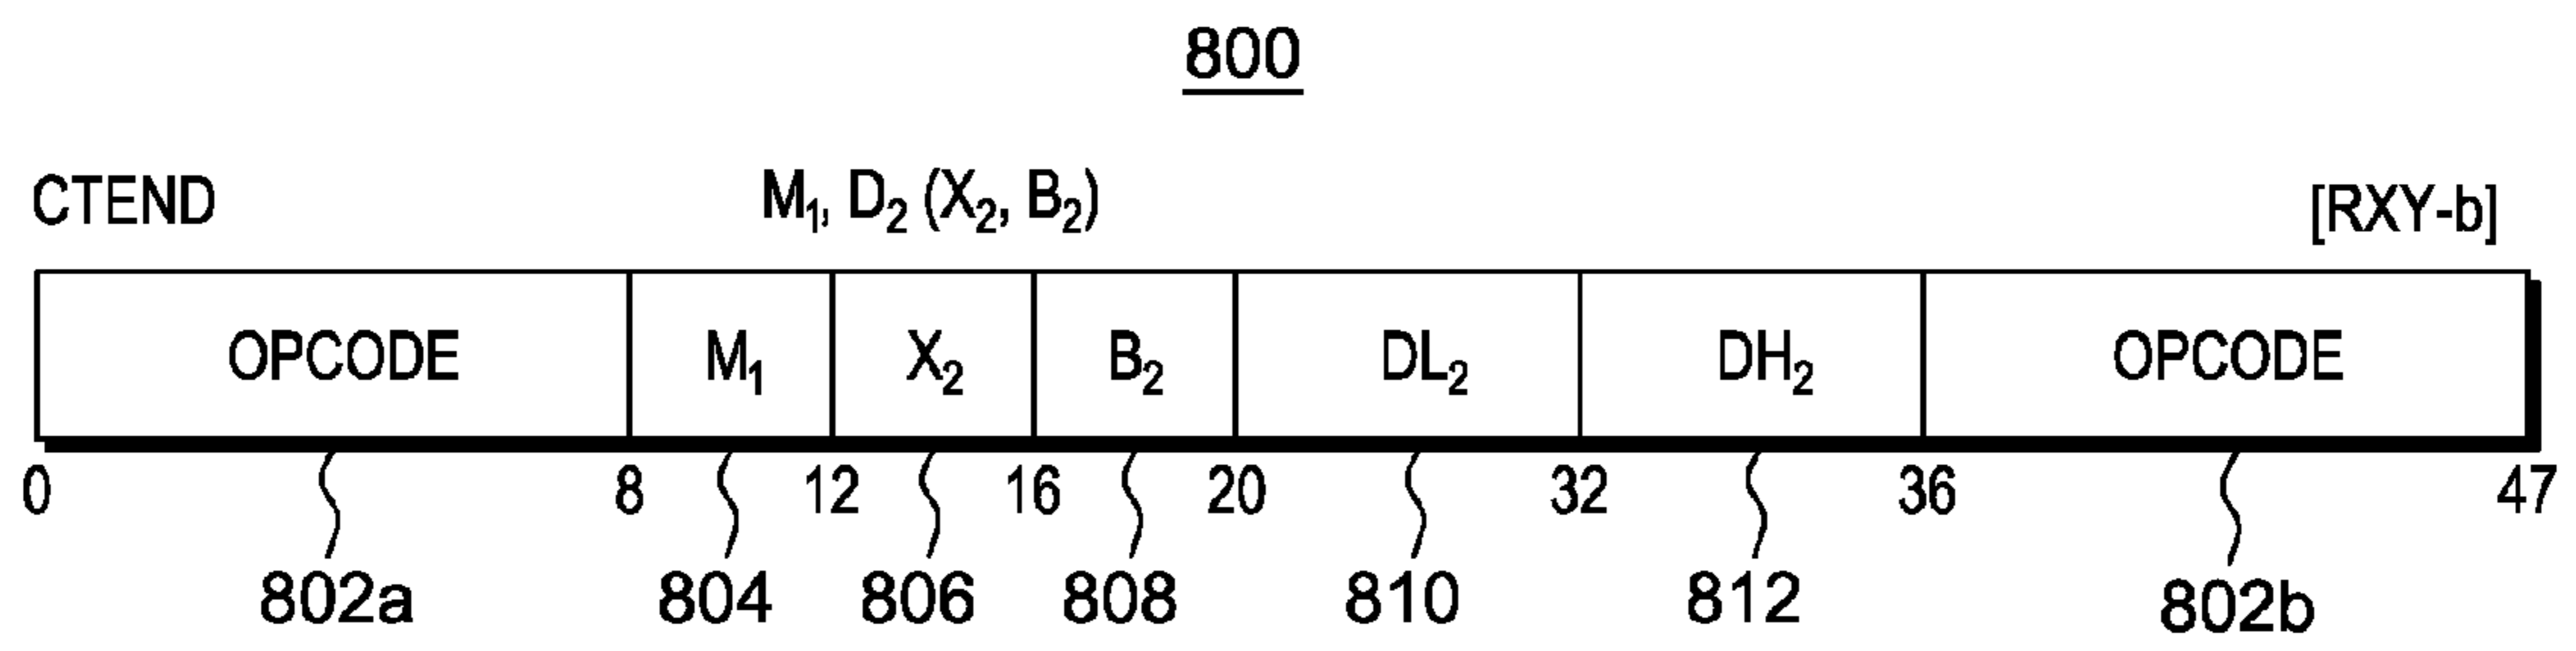 800
CTEND M₁, D₂ (X₂, B₂) [RXY-b]
OPCODE M₁ X₂ B₂ DL₂ DH₂ OPCODE
0 8 12 16 20 32 36 47
802a 804 806 808 810 812 802b